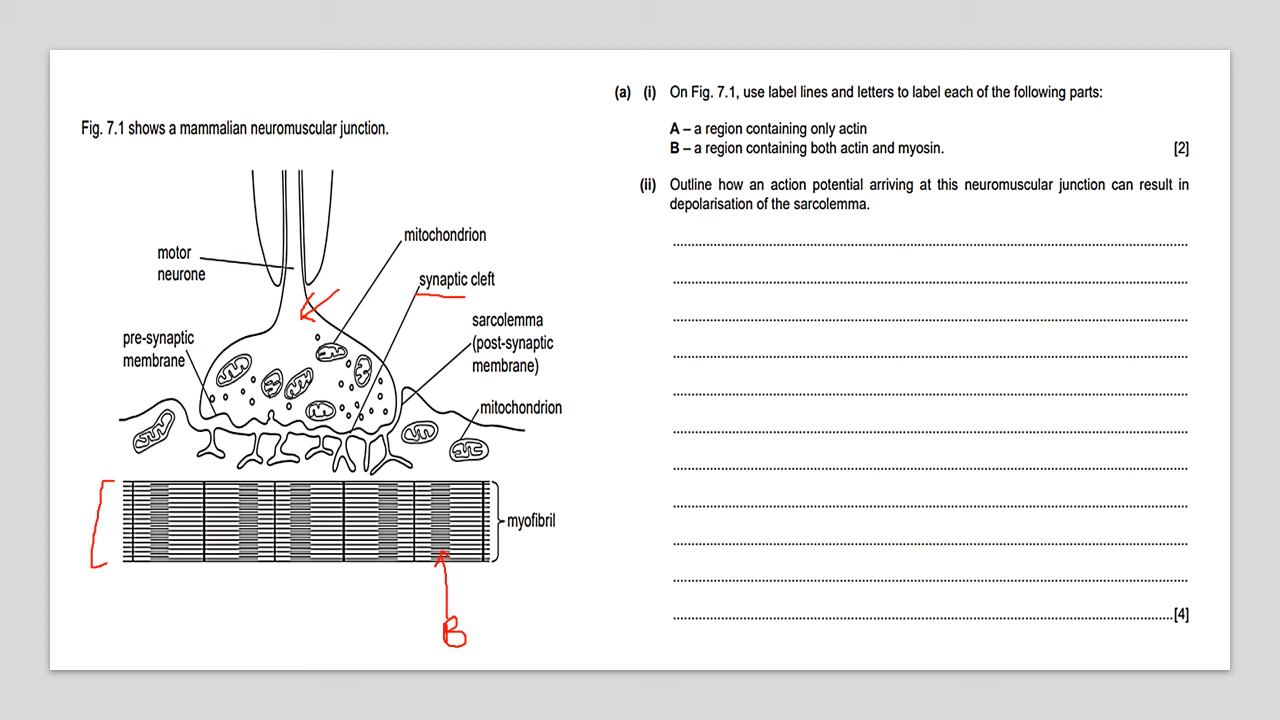 Fig. 7.1 shows a mammalian neuromuscular junction.
motor
neurone
mitochondrion
synaptic cleft
pre-synaptic
membrane
sarcolemma
(post-synaptic
membrane)
mitochondrion
myofibril
B
(a) (i) On Fig. 7.1, use label lines and letters to label each of the following parts:
A – a region containing only actin
B – a region containing both actin and myosin. [2]
(ii) Outline how an action potential arriving at this neuromuscular junction can result in
depolarisation of the sarcolemma.
[4]